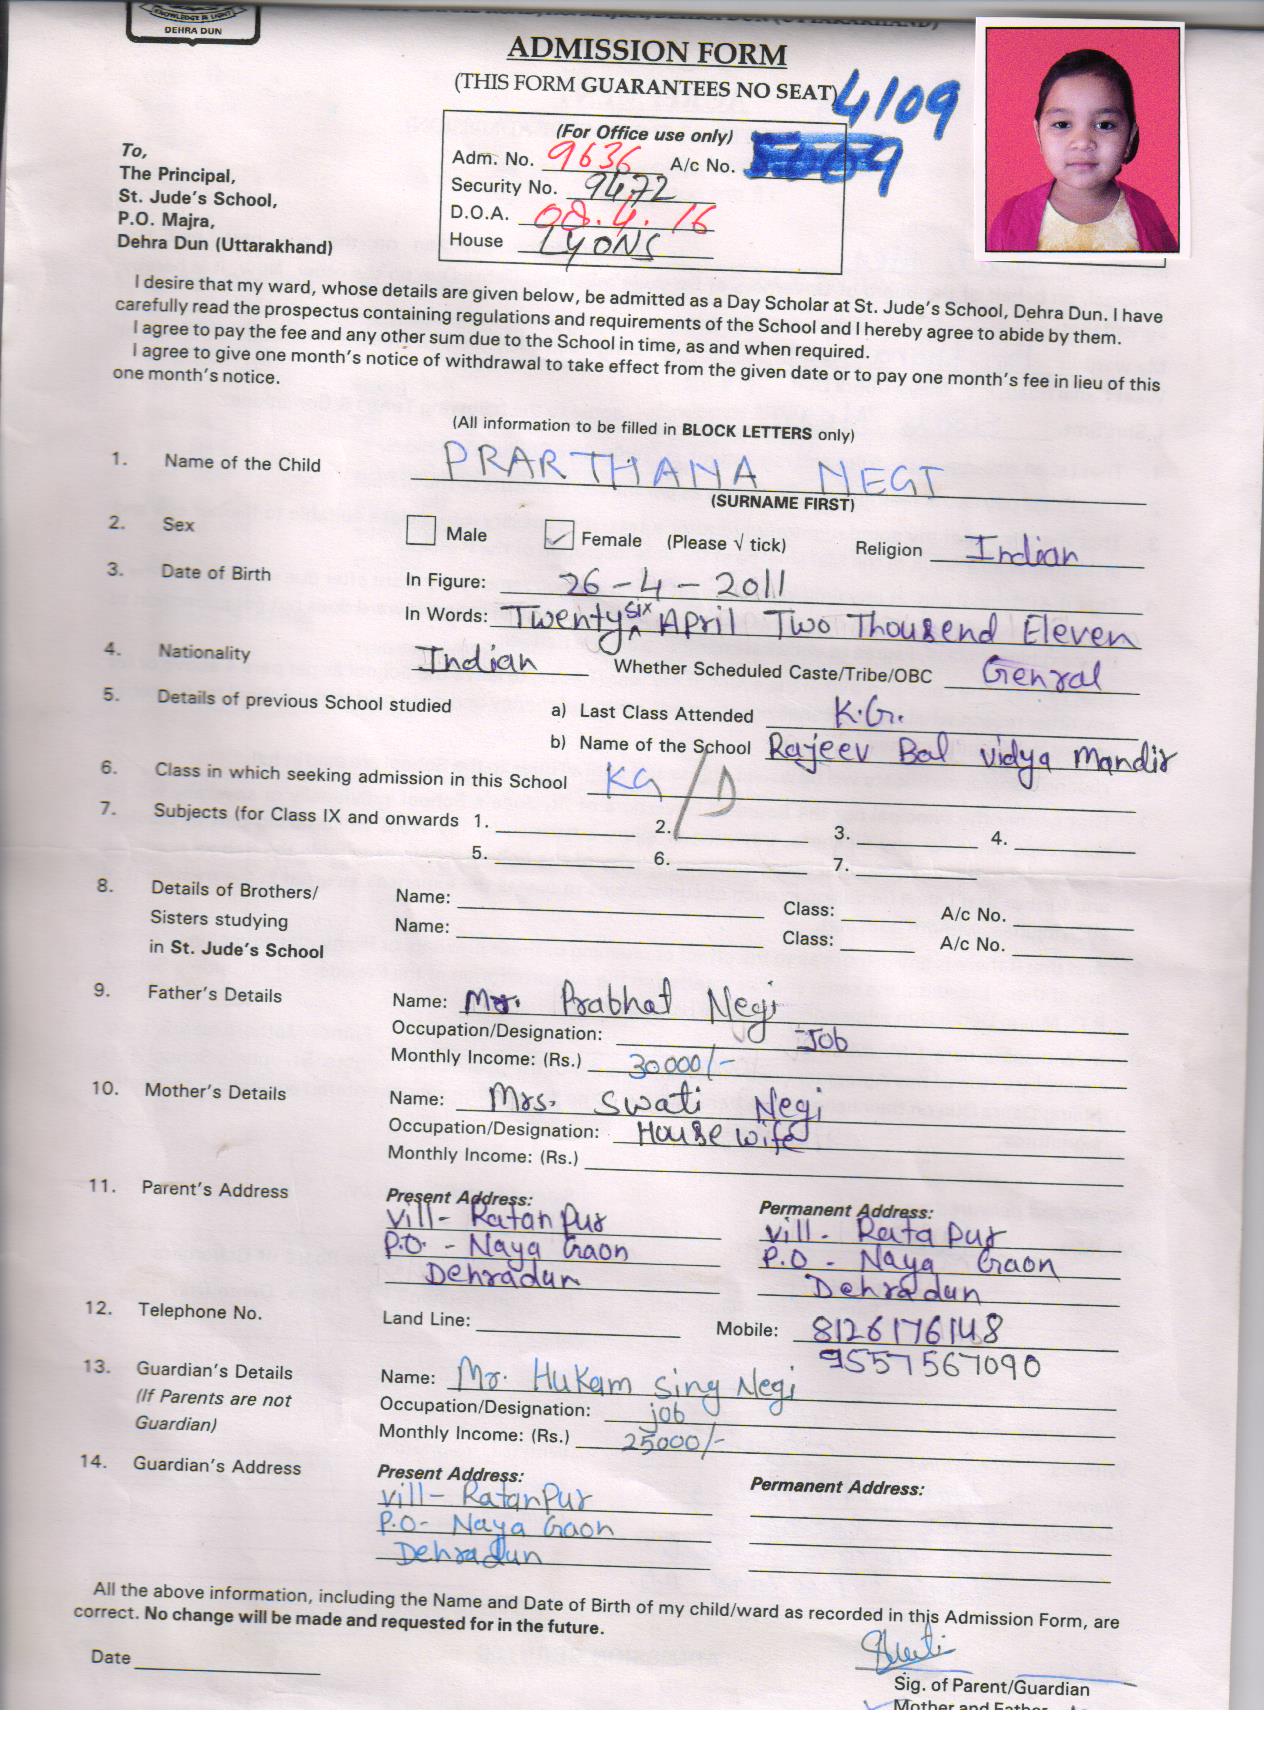 KNOWLEDGE IS LIGHT
DEHRA DUN
ADMISSION FORM
(THIS FORM GUARANTEES NO SEAT)
4109
(For Office use only)
Adm. No. 9636 A/c No.
Security No. 9472
D.O.A. 08.4.16
House LYONS
To,
The Principal,
St. Jude's School,
P.O. Majra,
Dehra Dun (Uttarakhand)
I desire that my ward, whose details are given below, be admitted as a Day Scholar at St. Jude's School, Dehra Dun. I have
carefully read the prospectus containing regulations and requirements of the School and I hereby agree to abide by them.
I agree to pay the fee and any other sum due to the School in time, as and when required.
I agree to give one month's notice of withdrawal to take effect from the given date or to pay one month's fee in lieu of this
one month's notice.
(All information to be filled in BLOCK LETTERS only)
1. Name of the Child PRARTHANA NEGI
(SURNAME FIRST)
2. Sex Male Female (Please √ tick) Religion Indian
3. Date of Birth In Figure: 26-4-2011
In Words: Twenty six April Two Thousend Eleven
4. Nationality Indian Whether Scheduled Caste/Tribe/OBC Genral
5. Details of previous School studied a) Last Class Attended K.G.
b) Name of the School Rajeev Bal vidya Mandir
6. Class in which seeking admission in this School KG/D
7. Subjects (for Class IX and onwards 1. 2. 3. 4.
5. 6. 7.
8. Details of Brothers/ Name: Class: A/c No.
Sisters studying Name: Class: A/c No.
in St. Jude's School
9. Father's Details Name: Mr. Prabhat Negi
Occupation/Designation: Job
Monthly Income: (Rs.) 30000/-
10. Mother's Details Name: Mrs. Swati Negi
Occupation/Designation: House wife
Monthly Income: (Rs.)
11. Parent's Address Present Address: Permanent Address:
Vill- Ratan Pur Vill- Rata Pur
P.O. - Naya Gaon P.O - Naya Gaon
Dehradun Dehradun
12. Telephone No. Land Line: Mobile: 8126176148
9557567090
13. Guardian's Details Name: Mr. Hukam Sing Negi
(If Parents are not Occupation/Designation: job
Guardian) Monthly Income: (Rs.) 25000/-
14. Guardian's Address Present Address: Permanent Address:
Vill- Ratan Pur
P.O- Naya Gaon
Dehradun
All the above information, including the Name and Date of Birth of my child/ward as recorded in this Admission Form, are
correct. No change will be made and requested for in the future.
Date
Sig. of Parent/Guardian
Mother and Father